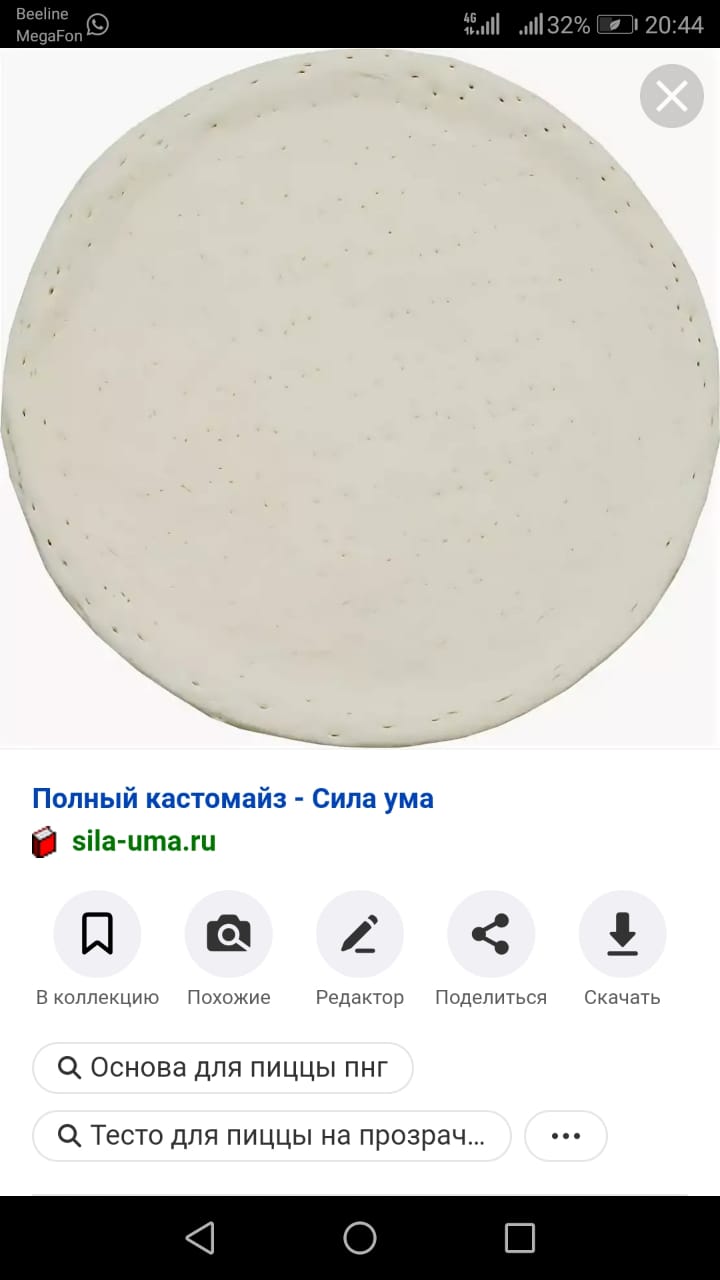 Beeline
MegaFon
4G
32%
20:44
Полный кастомайз - Сила ума
sila-uma.ru
В коллекцию
Похожие
Редактор
Поделиться
Скачать
Основа для пиццы пнг
Тесто для пиццы на прозрач...